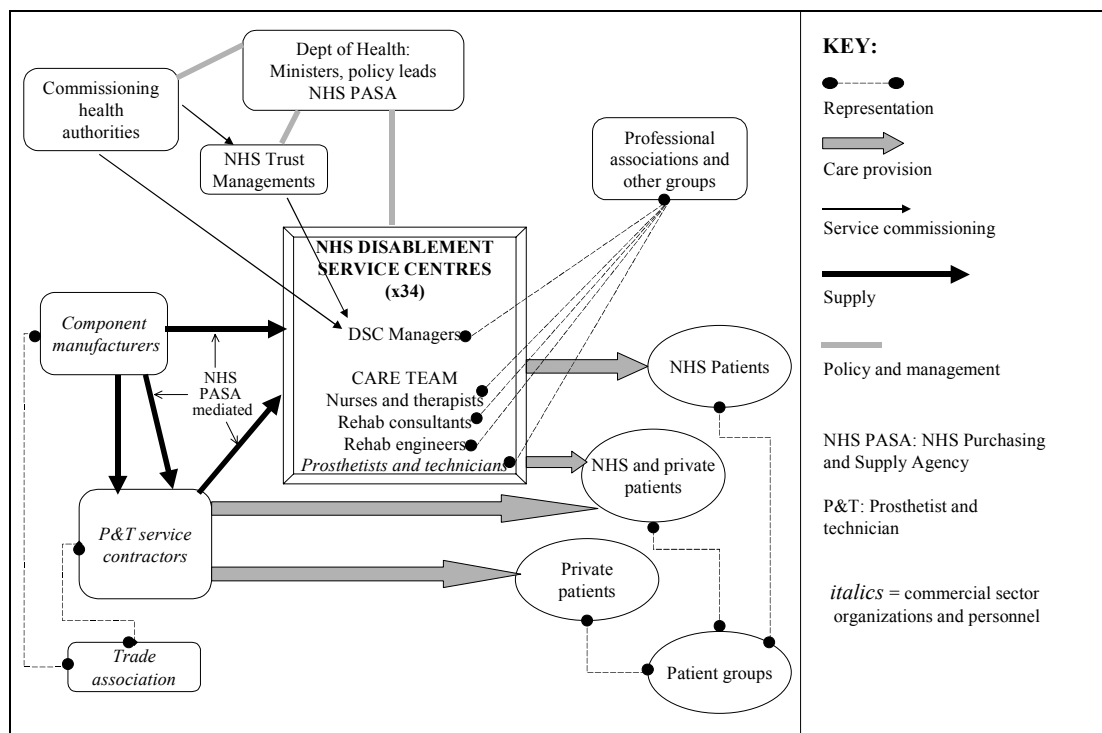 Dept of Health:
Ministers, policy leads
NHS PASA
Commissioning
health
authorities
NHS Trust
Managements
Professional
associations and
other groups
NHS DISABLEMENT
SERVICE CENTRES
(x34)
DSC Managers
CARE TEAM
Nurses and therapists
Rehab consultants
Rehab engineers
Prosthetists and technicians
Component
manufacturers
NHS
PASA
mediated
P&T service
contractors
Trade
association
NHS Patients
NHS and private
patients
Private
patients
Patient groups
KEY:
Representation
Care provision
Service commissioning
Supply
Policy and management
NHS PASA: NHS Purchasing
and Supply Agency
P&T: Prosthetist and
technician
italics = commercial sector
organizations and personnel